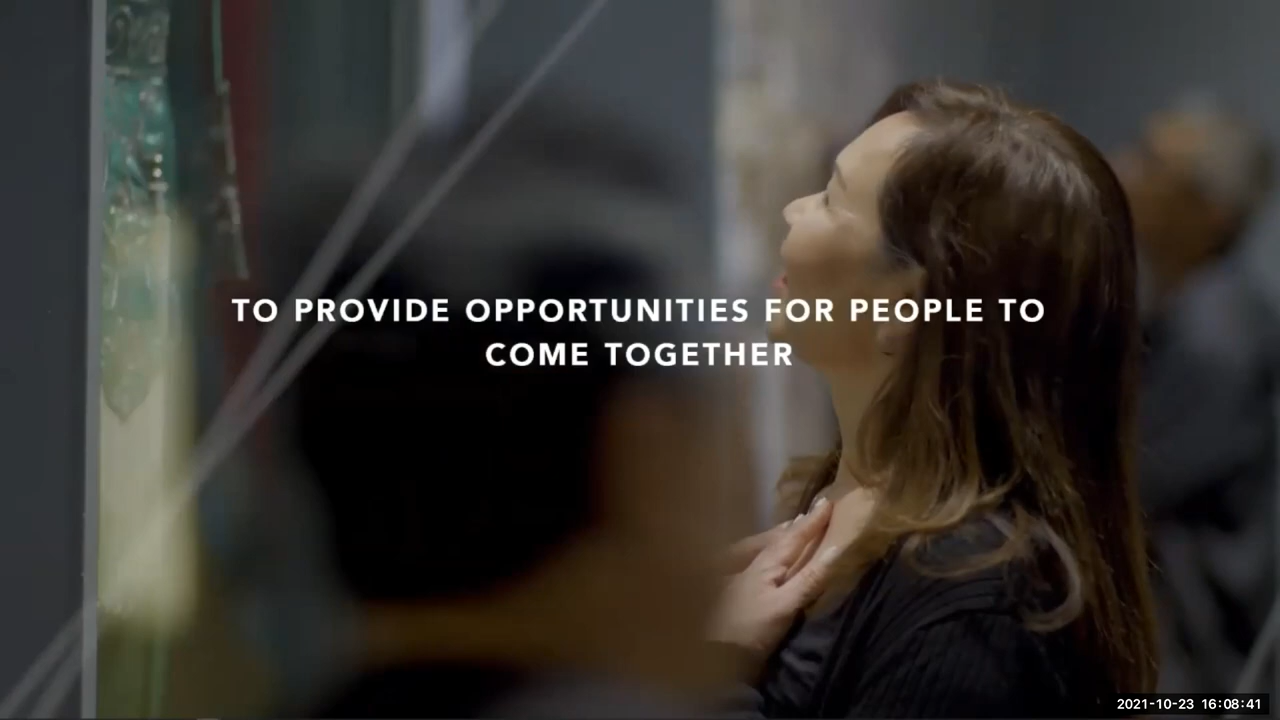 TO PROVIDE OPPORTUNITIES FOR PEOPLE TO
COME TOGETHER
2021-10-23 16:08:41